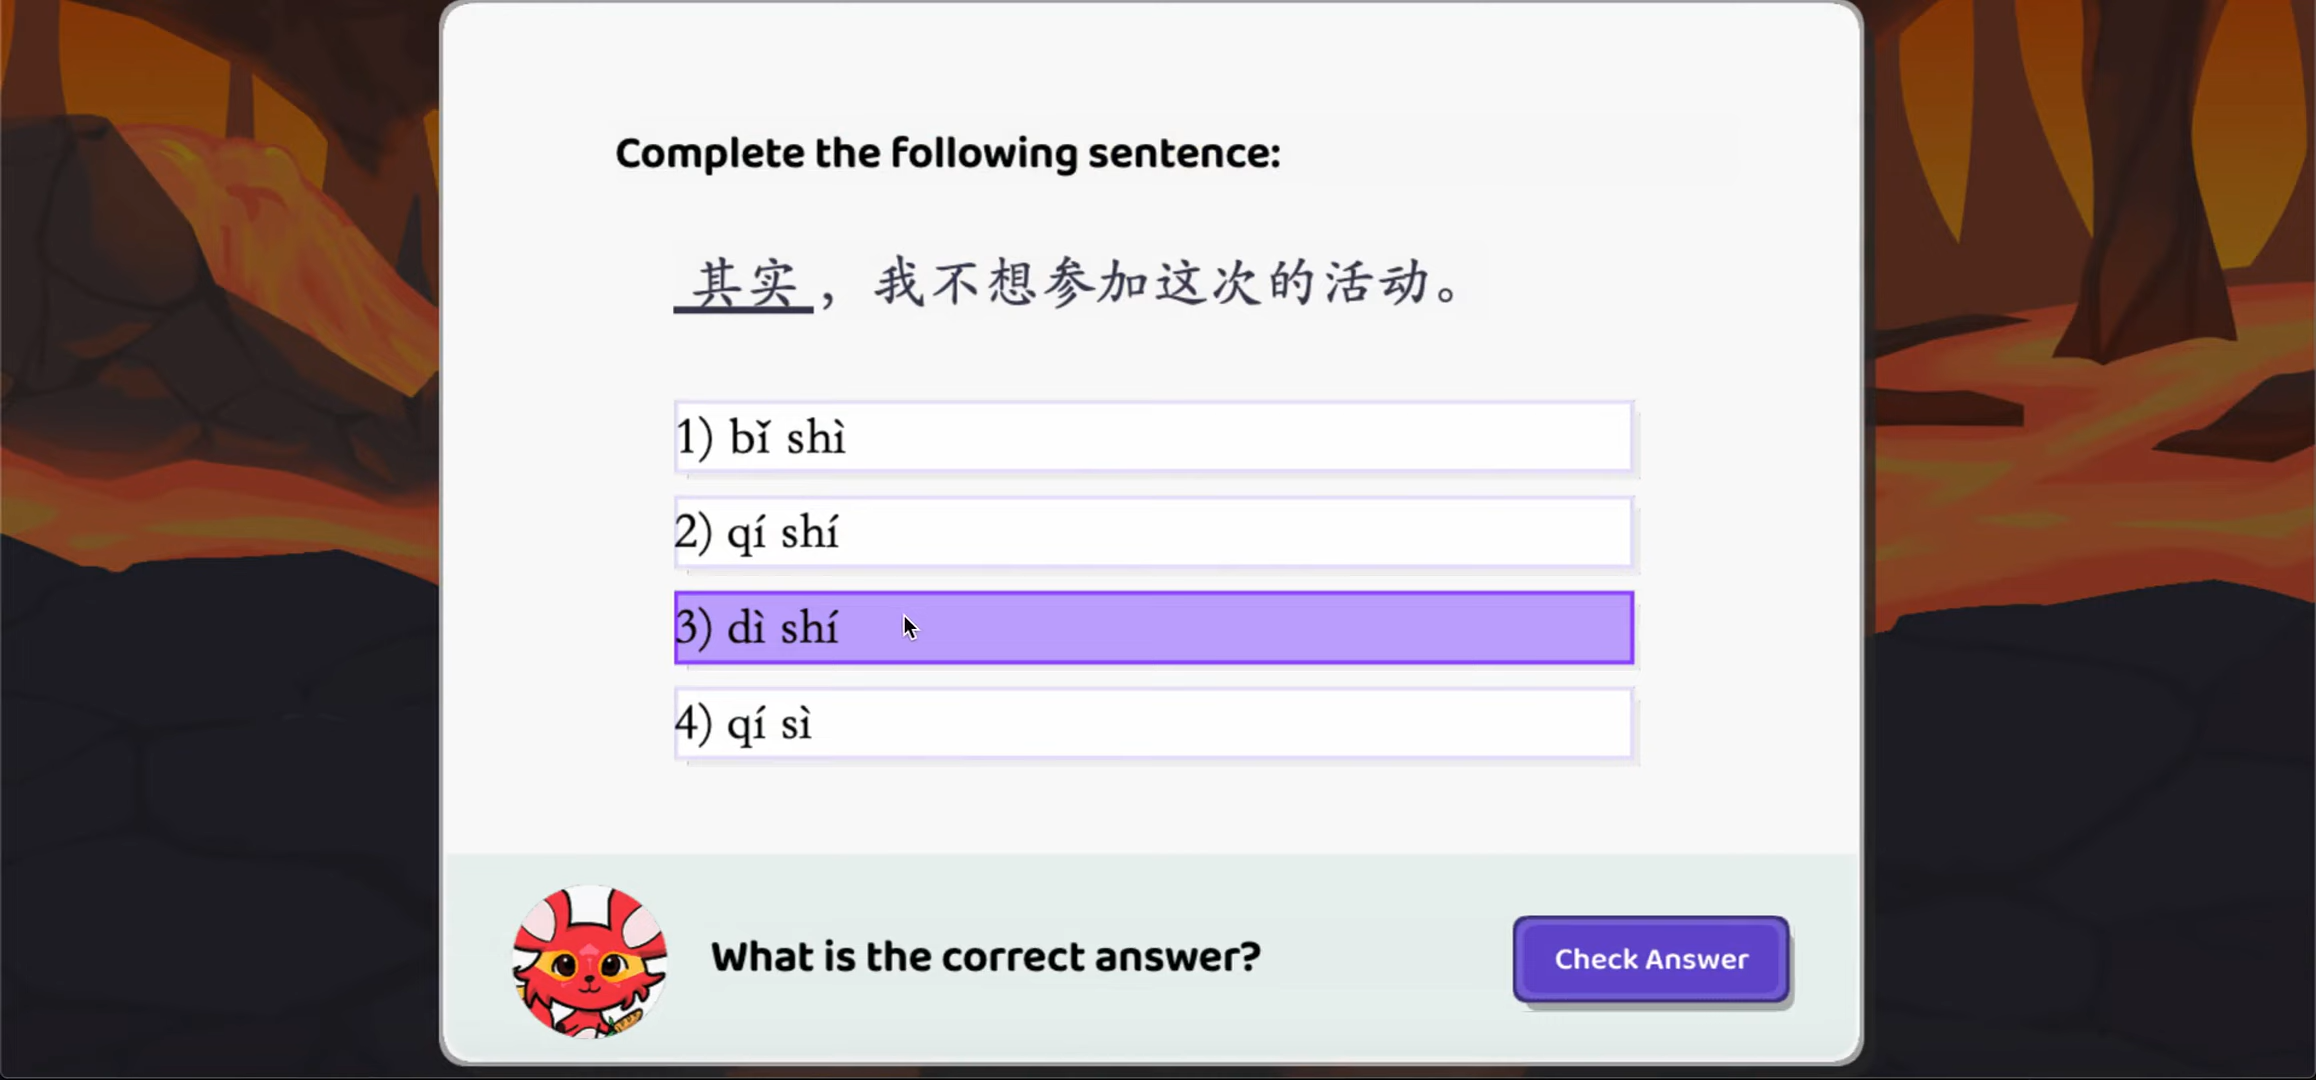 Complete the following sentence:
其实，我不想参加这次的活动。
1) bǐ shì
2) qí shí
3) dì shí
4) qí sì
What is the correct answer?
Check Answer